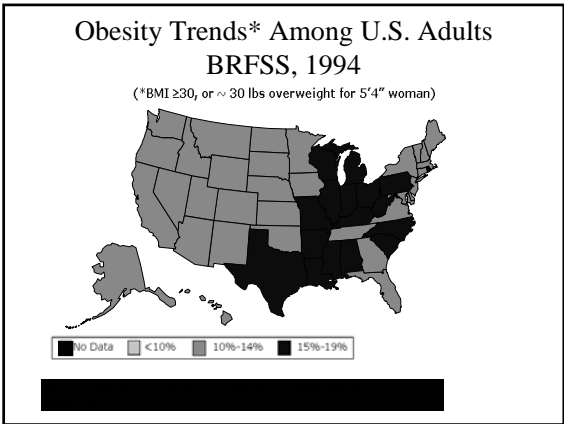 Obesity Trends* Among U.S. Adults
BRFSS, 1994
(*BMI ≥30, or ~ 30 lbs overweight for 5'4" woman)
No Data <10% 10%-14% 15%-19%